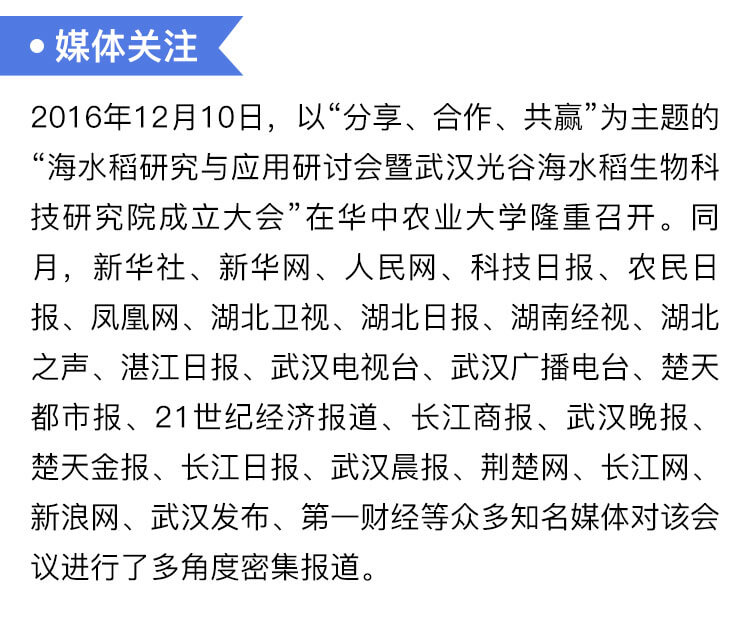 • 媒体关注
2016年12月10日，以“分享、合作、共赢”为主题的
“海水稻研究与应用研讨会暨武汉光谷海水稻生物科
技研究院成立大会”在华中农业大学隆重召开。同
月，新华社、新华网、人民网、科技日报、农民日
报、凤凰网、湖北卫视、湖北日报、湖南经视、湖北
之声、湛江日报、武汉电视台、武汉广播电台、楚天
都市报、21世纪经济报道、长江商报、武汉晚报、
楚天金报、长江日报、武汉晨报、荆楚网、长江网、
新浪网、武汉发布、第一财经等众多知名媒体对该会
议进行了多角度密集报道。